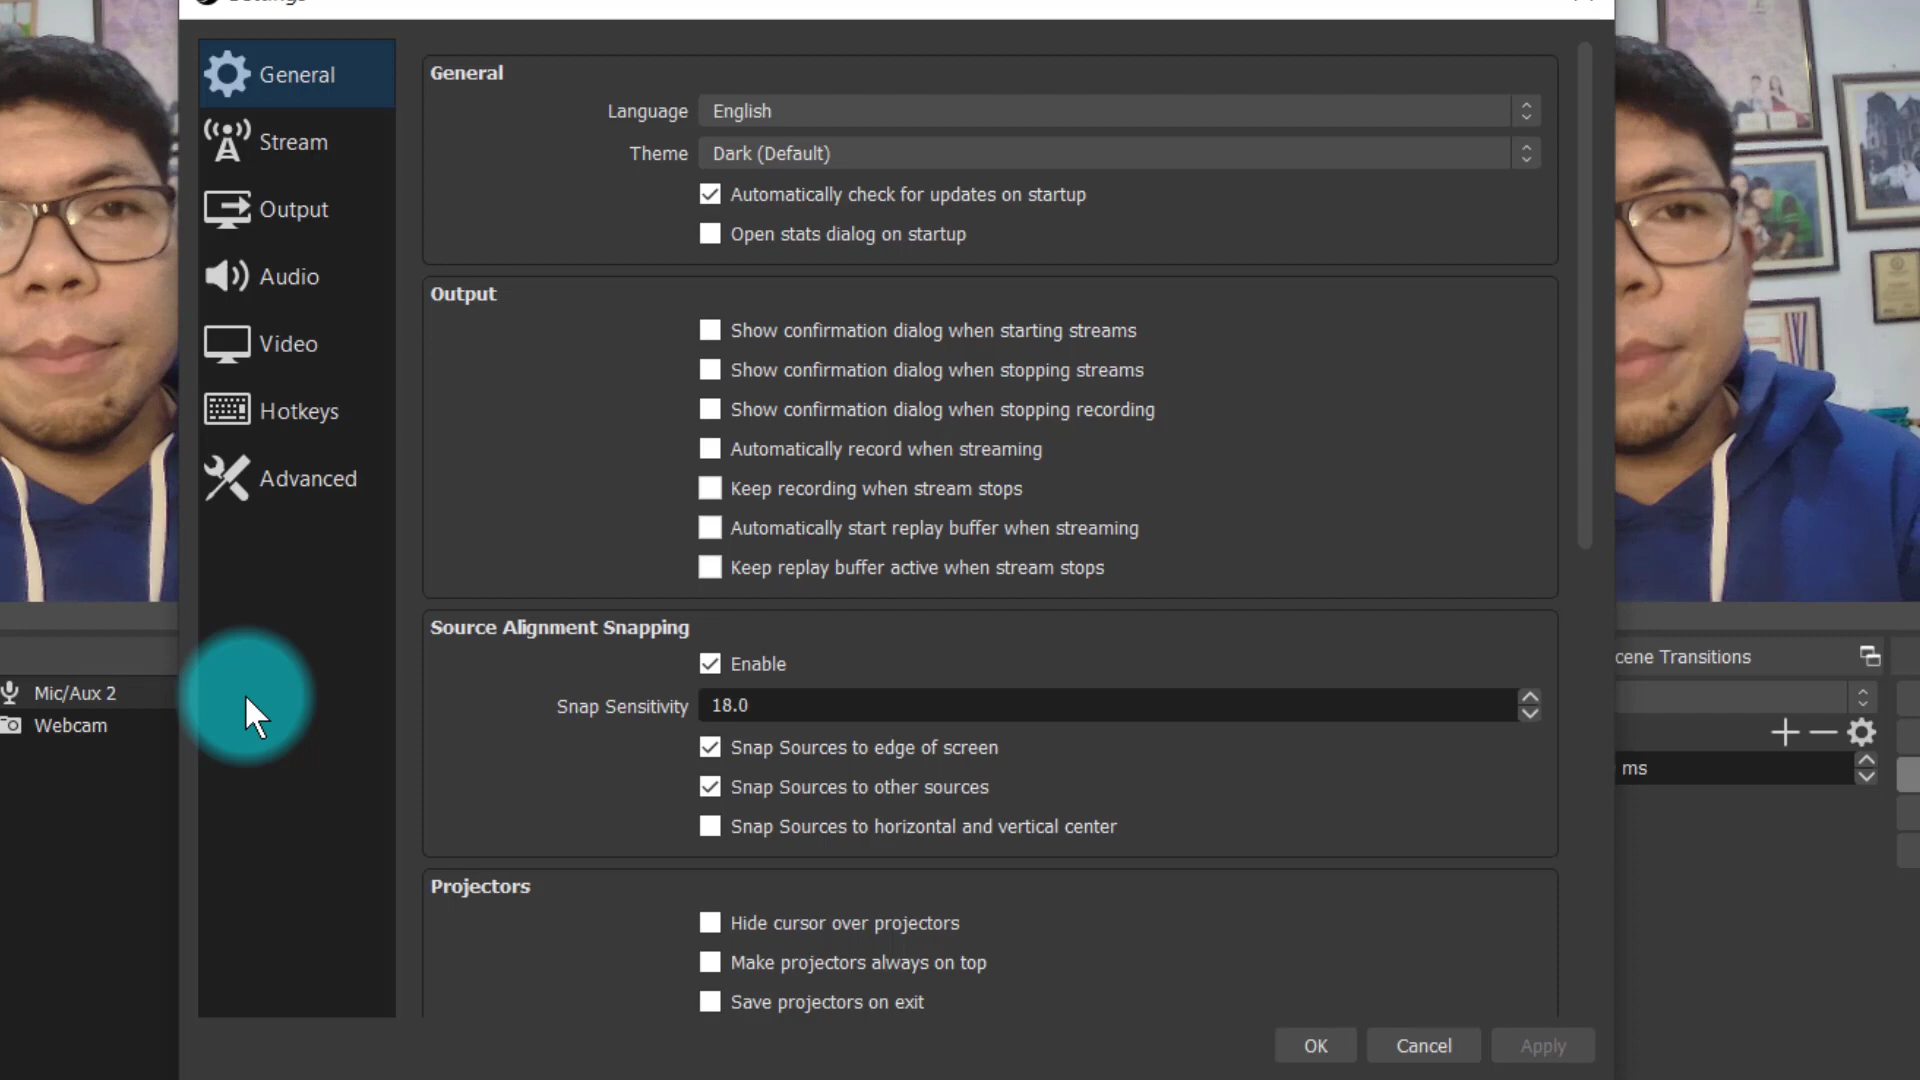 Settings
General
Stream
Output
Audio
Video
Hotkeys
Advanced
General
Language English
Theme Dark (Default)
Automatically check for updates on startup
Open stats dialog on startup
Output
Show confirmation dialog when starting streams
Show confirmation dialog when stopping streams
Show confirmation dialog when stopping recording
Automatically record when streaming
Keep recording when stream stops
Automatically start replay buffer when streaming
Keep replay buffer active when stream stops
Source Alignment Snapping
Enable
Snap Sensitivity 18.0
Snap Sources to edge of screen
Snap Sources to other sources
Snap Sources to horizontal and vertical center
Projectors
Hide cursor over projectors
Make projectors always on top
Save projectors on exit
OK Cancel Apply
Mic/Aux 2
Webcam
cene Transitions
ms